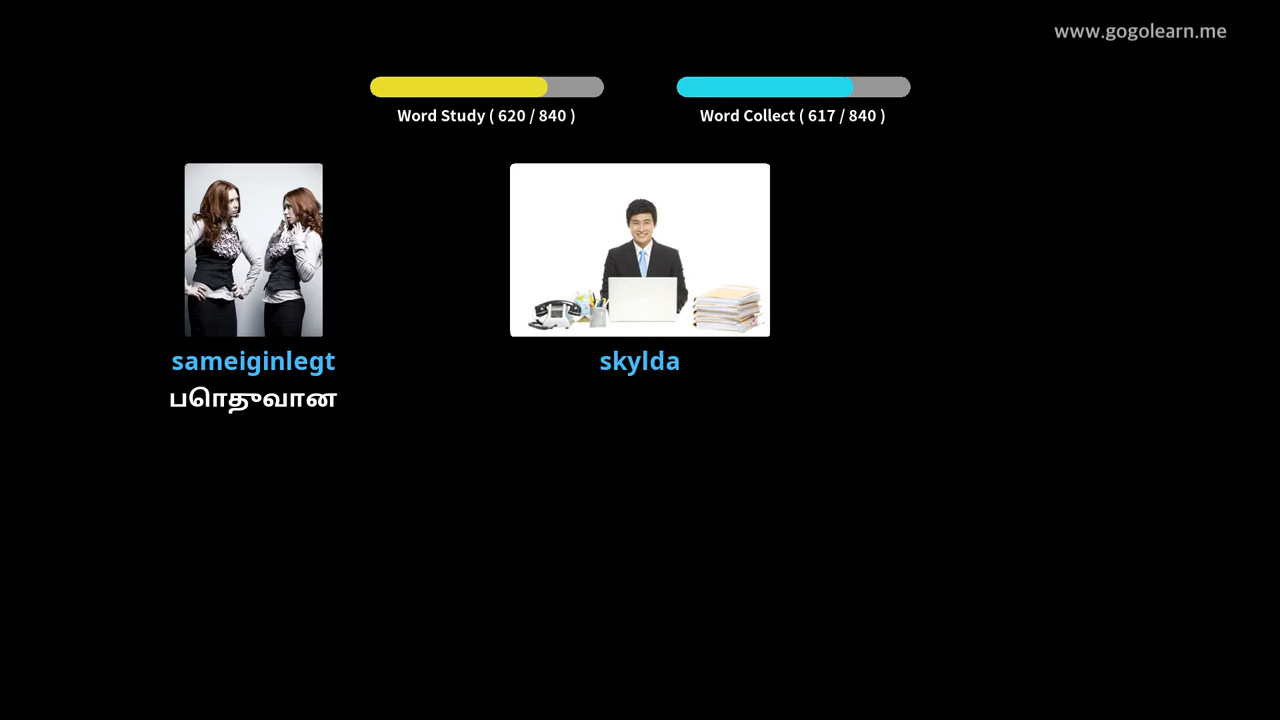 www.gogolearn.me
Word Study ( 620 / 840 )
Word Collect ( 617 / 840 )
sameiginlegt
பொதுவான
skylda